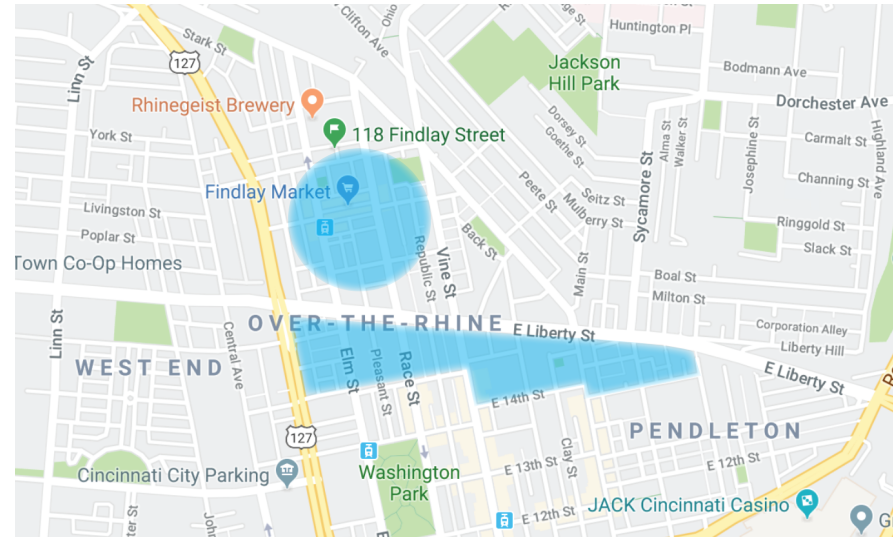 Clifton Ave
Ohio
Stark St
127
Linn St
Huntington Pl
Jackson
Hill Park
Bodmann Ave
Dorchester Ave
Rhinegeist Brewery
118 Findlay Street
York St
Dorsey St
Goethe St
Alma St
Walker St
Josephine St
Carmalt St
Highland Ave
Channing St
Findlay Market
Peete St
Seitz St
Mulberry St
Sycamore St
Livingston St
Poplar St
Ringgold St
Slack St
Back St
Vine St
Republic St
Town Co-Op Homes
Main St
Boal St
Milton St
OVER-THE-RHINE
E Liberty St
Corporation Alley
Liberty Hill
Linn St
Central Ave
WEST END
Elm St
Pleasant St
Race St
E Liberty St
E 14th St
PENDLETON
127
Clay St
E 13th St
E 12th St
Cincinnati City Parking
Washington
Park
JACK Cincinnati Casino
E 12th St
ter St
John
E
G